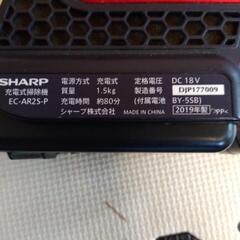 SHARP
充電式掃除機
EC-AR2S-P
電源方式 充電式
質量 1.5kg
充電時間 約80分
シャープ株式会社
定格電圧 DC 18V
製造番号 DJP177009
(付属電池 BY-5SB)
MADE IN CHINA
2019年製
>PP<